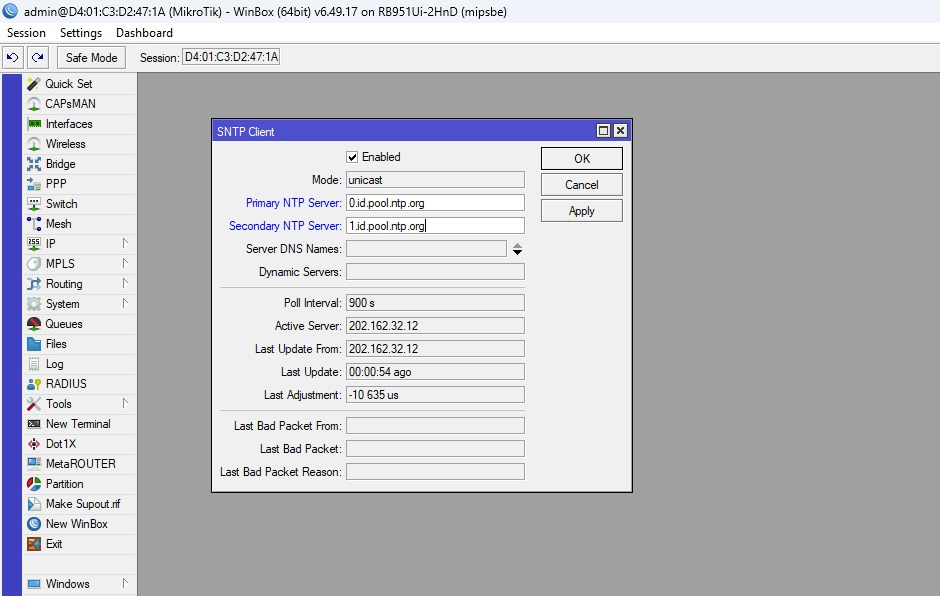 admin@D4:01:C3:D2:47:1A (MikroTik) - WinBox (64bit) v6.49.17 on RB951Ui-2HnD (mipsbe)
Session Settings Dashboard
Safe Mode Session: D4:01:C3:D2:47:1A
Quick Set
CAPsMAN
Interfaces
Wireless
Bridge
PPP
Switch
Mesh
IP
MPLS
Routing
System
Queues
Files
Log
RADIUS
Tools
New Terminal
Dot1X
MetaROUTER
Partition
Make Supout.rif
New WinBox
Exit
Windows
SNTP Client
Enabled
Mode: unicast
Primary NTP Server: 0.id.pool.ntp.org
Secondary NTP Server: 1.id.pool.ntp.org
Server DNS Names:
Dynamic Servers:
Poll Interval: 900 s
Active Server: 202.162.32.12
Last Update From: 202.162.32.12
Last Update: 00:00:54 ago
Last Adjustment: -10 635 us
Last Bad Packet From:
Last Bad Packet:
Last Bad Packet Reason:
OK
Cancel
Apply